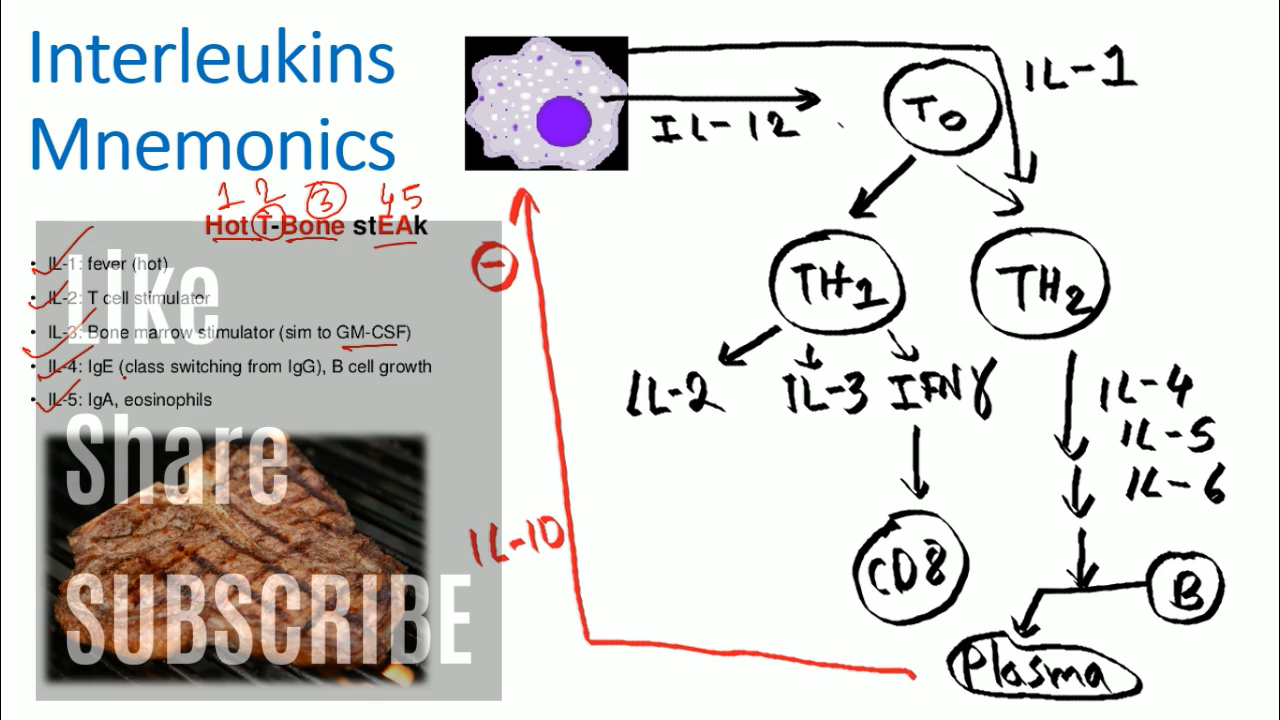 Interleukins
Mnemonics
1 2 3 45
Hot T-Bone stEAk
• IL-1: fever (hot)
• IL-2: T cell stimulator
• IL-3: Bone marrow stimulator (sim to GM-CSF)
• IL-4: IgE (class switching from IgG), B cell growth
• IL-5: IgA, eosinophils
Like
Share
SUBSCRIBE
IL-12
IL-1
T0
TH1
TH2
IL-2
IL-3
IFNγ
IL-4
IL-5
IL-6
CD8
B
Plasma
IL-10
−